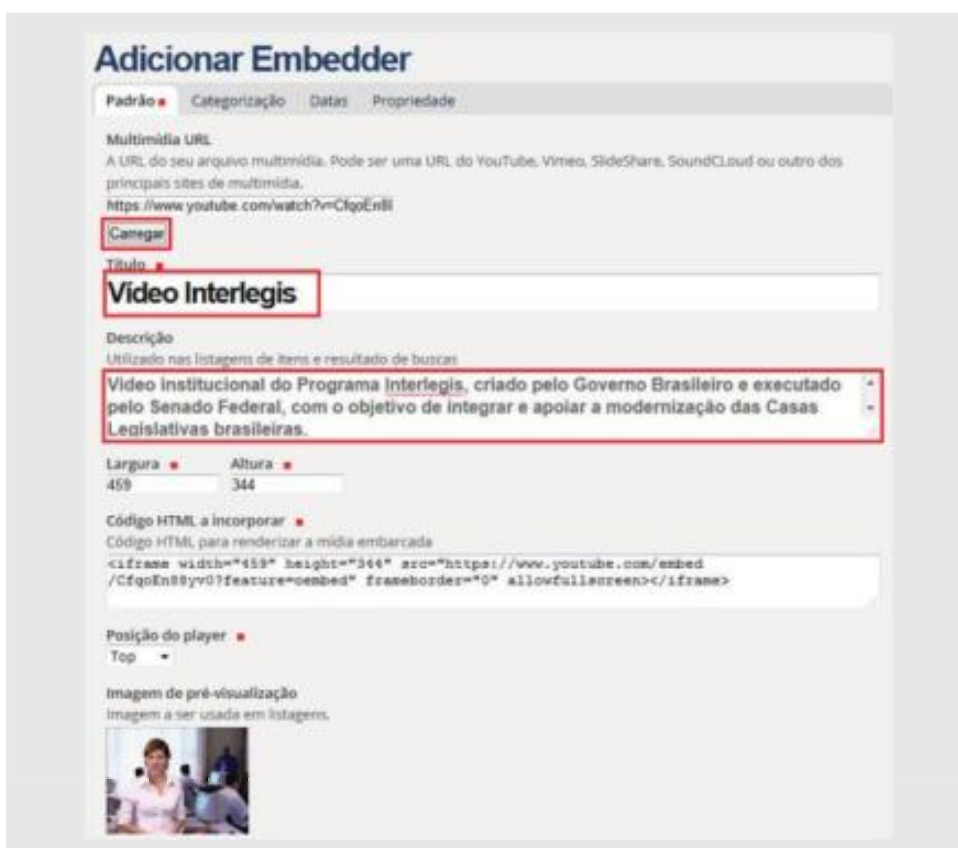 Adicionar Embedder
Padrão Categorização Datas Propriedade
Multimídia URL
A URL do seu arquivo multimídia. Pode ser uma URL do YouTube, Vimeo, SlideShare, SoundCLoud ou outro dos
principais sites de multimídia.
https://www.youtube.com/watch?v=CfqoEn8l
Carregar
Título
Vídeo Interlegis
Descrição
Utilizado nas listagens de itens e resultado de buscas
Video institucional do Programa Interlegis, criado pelo Governo Brasileiro e executado
pelo Senado Federal, com o objetivo de integrar e apoiar a modernização das Casas
Legislativas brasileiras.
Largura Altura
459 344
Código HTML a incorporar
Código HTML para renderizar a mídia embarcada
<iframe width="459" height="344" src="https://www.youtube.com/embed
/CfqoEn88yv0?feature=oembed" frameborder="0" allowfullscreen></iframe>
Posição do player
Top
Imagem de pré-visualização
Imagem a ser usada em listagens.